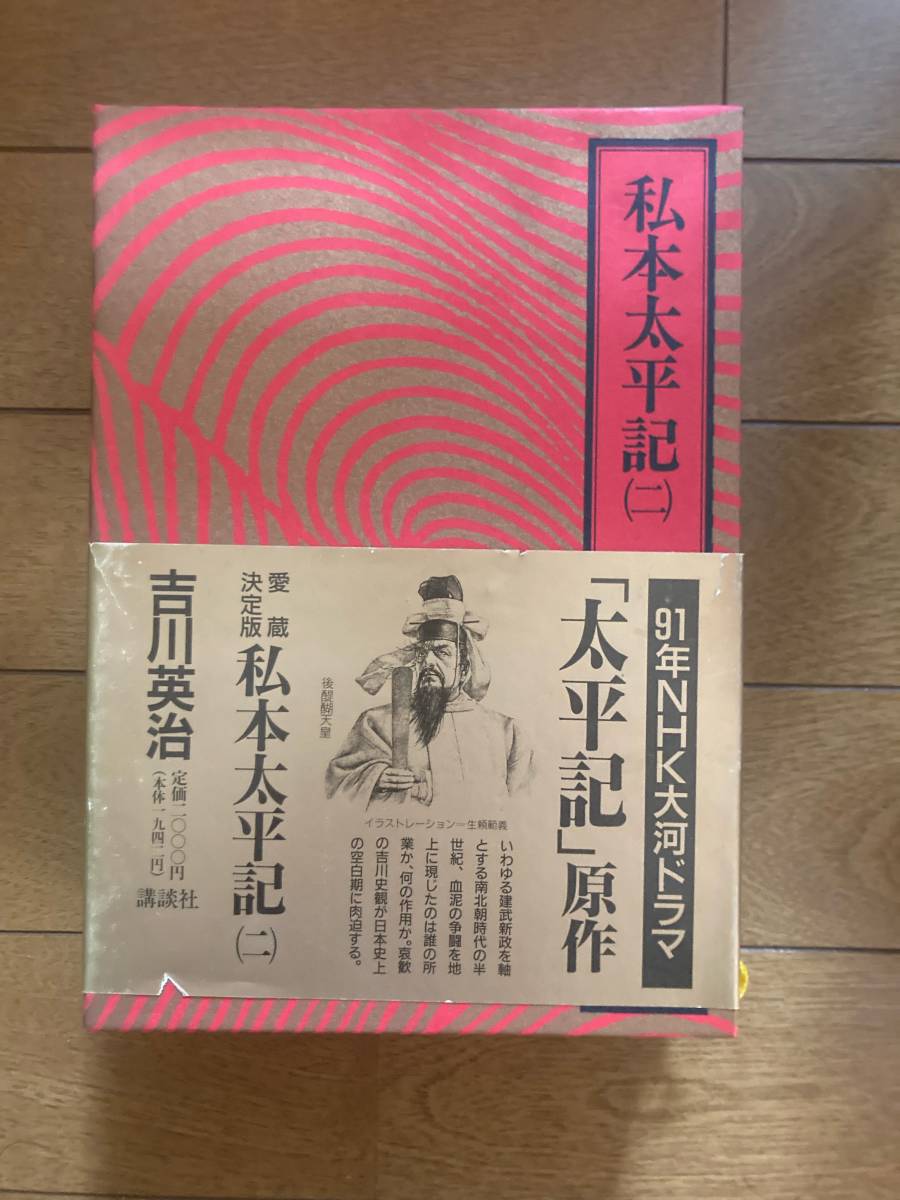 私本太平記(二)
91年NHK大河ドラマ
「太平記」原作
いわゆる建武新政を軸
とする南北朝時代の半
世紀、血泥の争闘を地
上に現じたのは誰の所
業か、何の作用か。哀歓
の吉川史観が日本史上
の空白期に肉迫する。
イラストレーション=生頼範義
後醍醐天皇
愛蔵
決定版
私本太平記(二)
吉川英治
定価二〇〇〇円
(本体一九四二円)
講談社